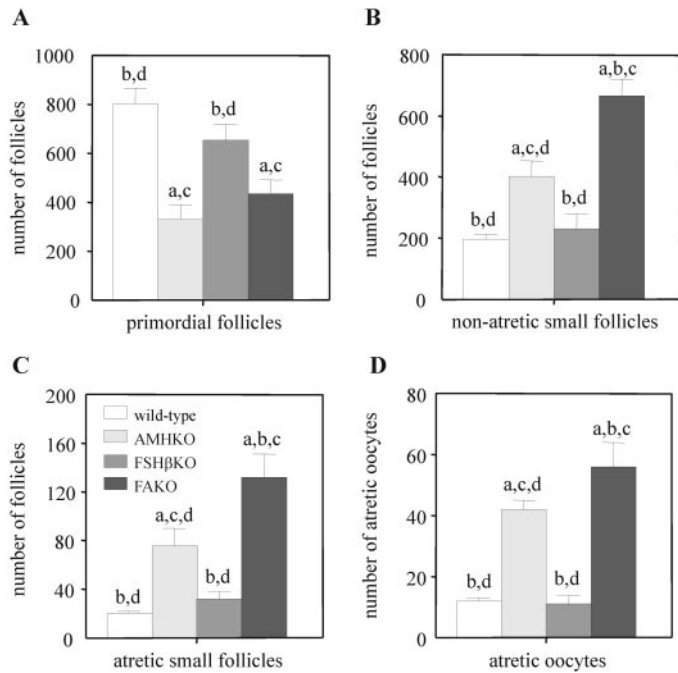 A
number of follicles
1000
800
600
400
200
0
b,d
a,c
b,d
a,c
primordial follicles
B
number of follicles
800
600
400
200
0
b,d
a,c,d
b,d
a,b,c
non-atretic small follicles
C
number of follicles
200
160
120
80
40
0
wild-type
AMHKO
FSHβKO
FAKO
b,d
a,c,d
b,d
a,b,c
atretic small follicles
D
number of atretic oocytes
80
60
40
20
0
b,d
a,c,d
b,d
a,b,c
atretic oocytes